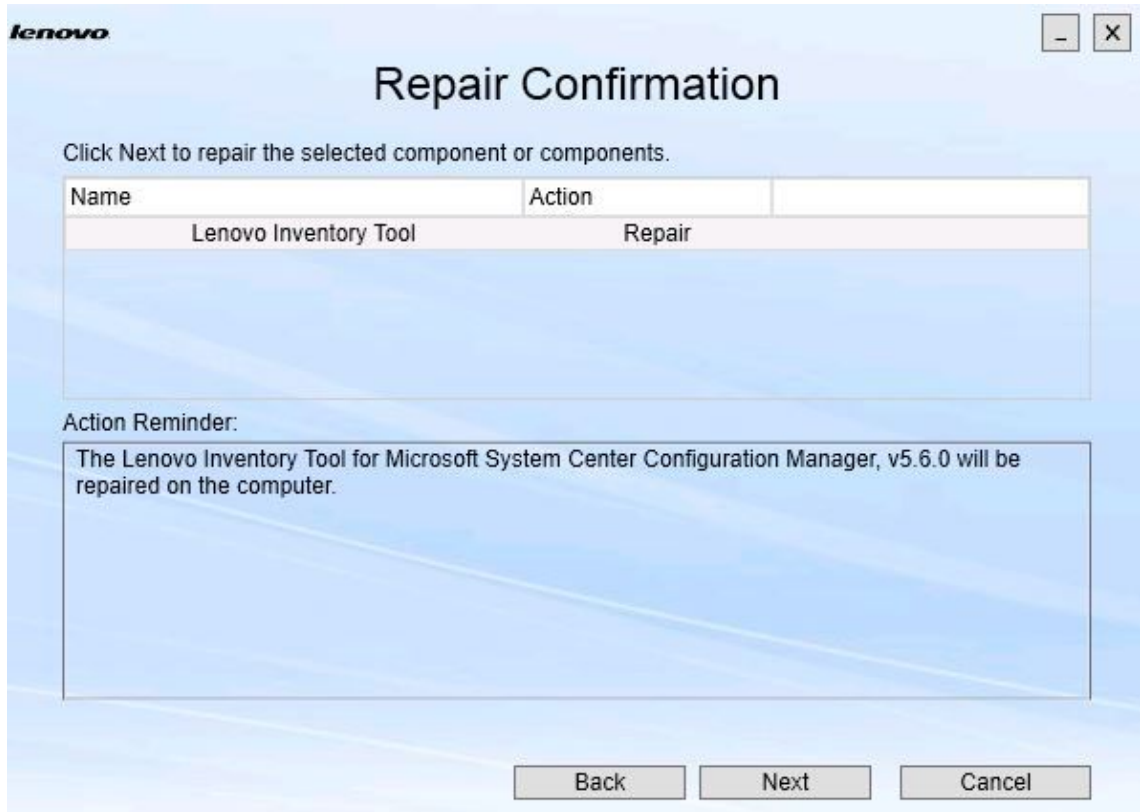 lenovo
Repair Confirmation
Click Next to repair the selected component or components.
Name Action
Lenovo Inventory Tool Repair
Action Reminder:
The Lenovo Inventory Tool for Microsoft System Center Configuration Manager, v5.6.0 will be
repaired on the computer.
Back Next Cancel